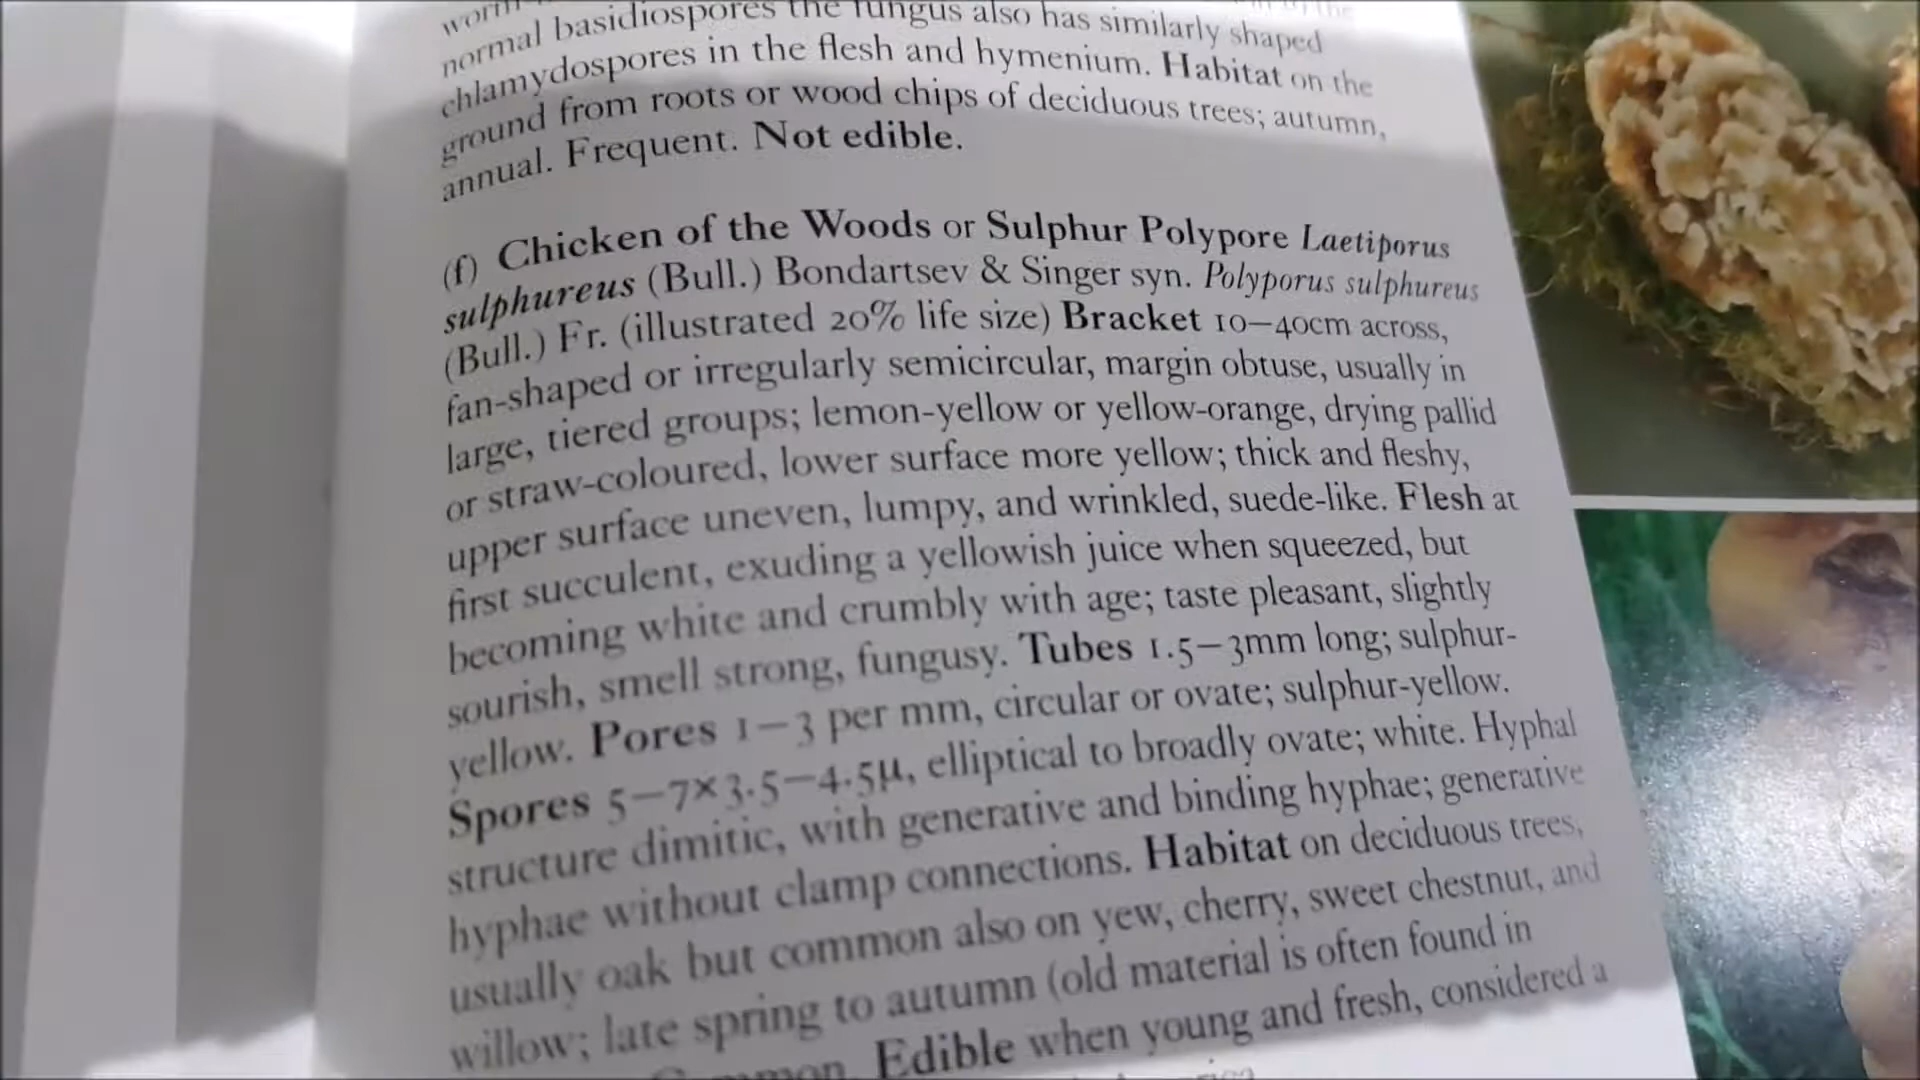 normal basidiospores the fungus also has similarly shaped
chlamydospores in the flesh and hymenium. Habitat on the
ground from roots or wood chips of deciduous trees; autumn,
annual. Frequent. Not edible.
(f) Chicken of the Woods or Sulphur Polypore Laetiporus
sulphureus (Bull.) Bondartsev & Singer syn. Polyporus sulphureus
(Bull.) Fr. (illustrated 20% life size) Bracket 10–40cm across,
fan-shaped or irregularly semicircular, margin obtuse, usually in
large, tiered groups; lemon-yellow or yellow-orange, drying pallid
or straw-coloured, lower surface more yellow; thick and fleshy,
upper surface uneven, lumpy, and wrinkled, suede-like. Flesh at
first succulent, exuding a yellowish juice when squeezed, but
becoming white and crumbly with age; taste pleasant, slightly
sourish, smell strong, fungusy. Tubes 1.5–3mm long; sulphur-
yellow. Pores 1–3 per mm, circular or ovate; sulphur-yellow.
Spores 5–7×3.5–4.5µ, elliptical to broadly ovate; white. Hyphal
structure dimitic, with generative and binding hyphae; generative
hyphae without clamp connections. Habitat on deciduous trees,
usually oak but common also on yew, cherry, sweet chestnut, and
willow; late spring to autumn (old material is often found in
Common. Edible when young and fresh, considered a